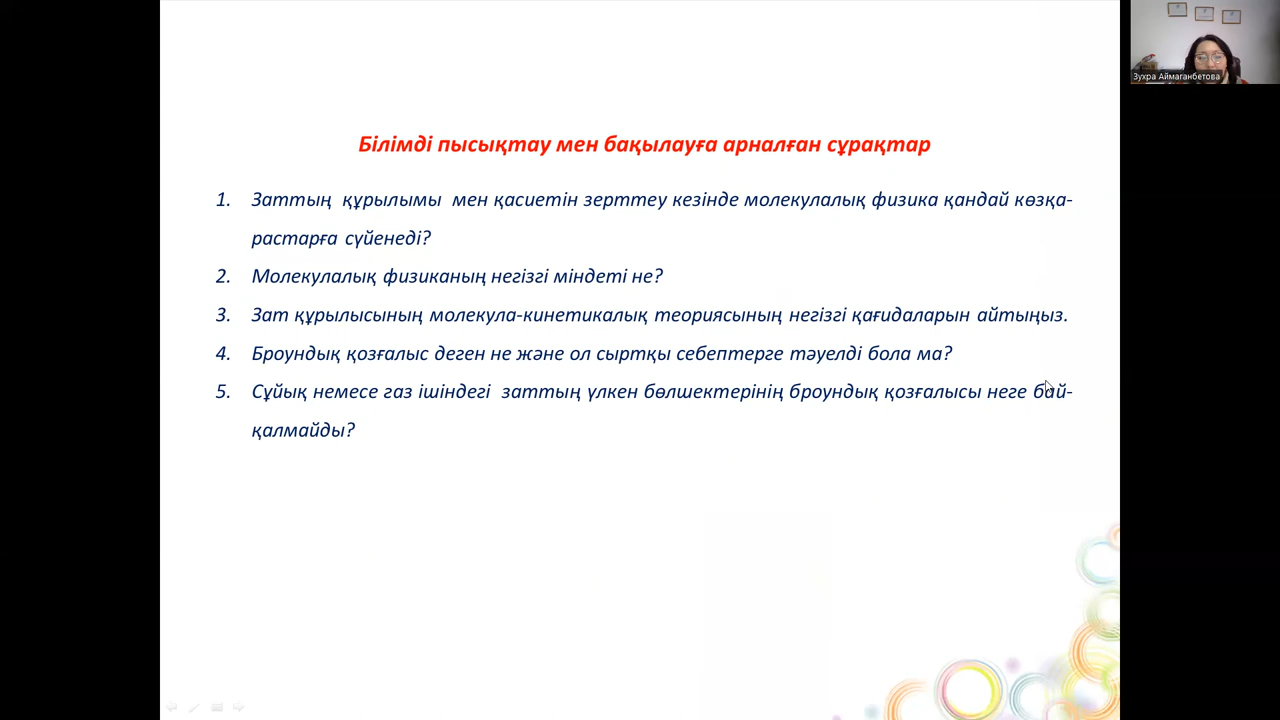 Зухра Аймаганбетова
Білімді пысықтау мен бақылауға арналған сұрақтар
1. Заттың құрылымы мен қасиетін зерттеу кезінде молекулалық физика қандай көзқа-
растарға сүйенеді?
2. Молекулалық физиканың негізгі міндеті не?
3. Зат құрылысының молекула-кинетикалық теориясының негізгі қағидаларын айтыңыз.
4. Броундық қозғалыс деген не және ол сыртқы себептерге тәуелді бола ма?
5. Сұйық немесе газ ішіндегі заттың үлкен бөлшектерінің броундық қозғалысы неге бай-
қалмайды?